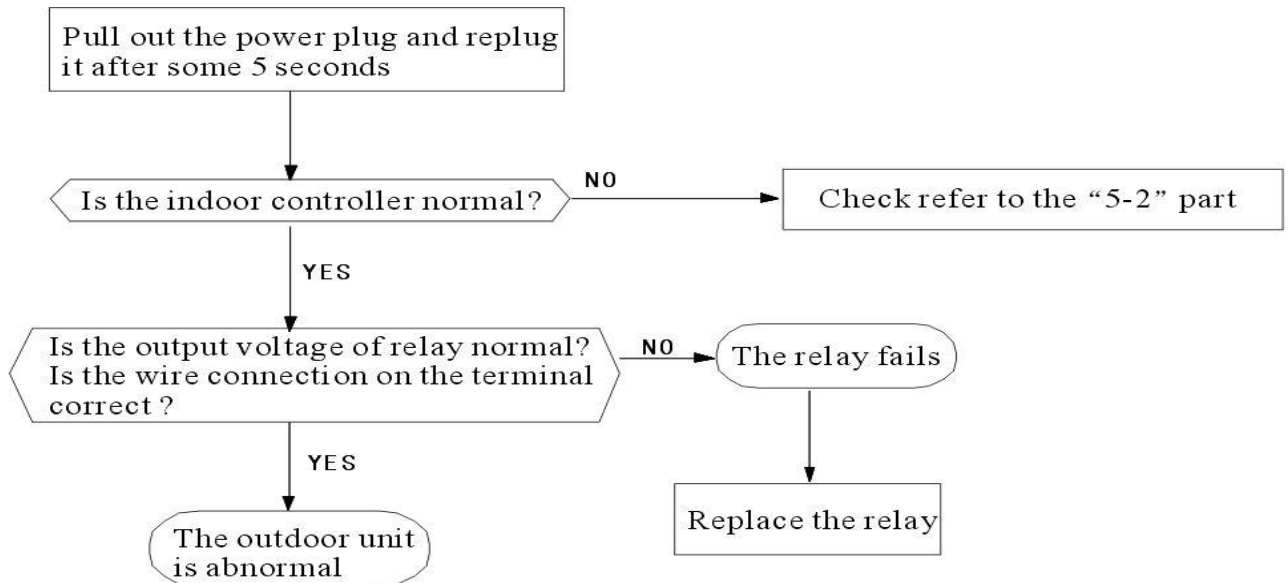 Pull out the power plug and replug
it after some 5 seconds
Is the indoor controller normal?
NO
Check refer to the “5-2” part
YES
Is the output voltage of relay normal?
Is the wire connection on the terminal
correct ?
NO
The relay fails
YES
Replace the relay
The outdoor unit
is abnormal